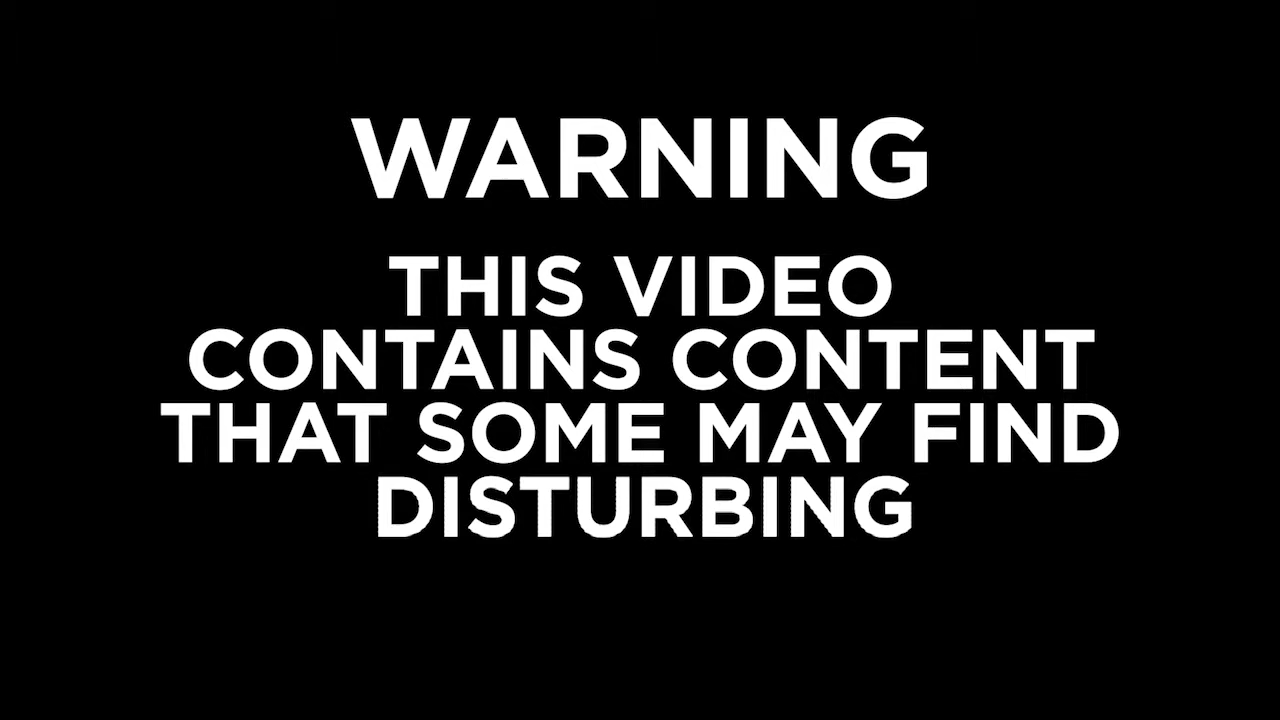 WARNING
THIS VIDEO
CONTAINS CONTENT
THAT SOME MAY FIND
DISTURBING